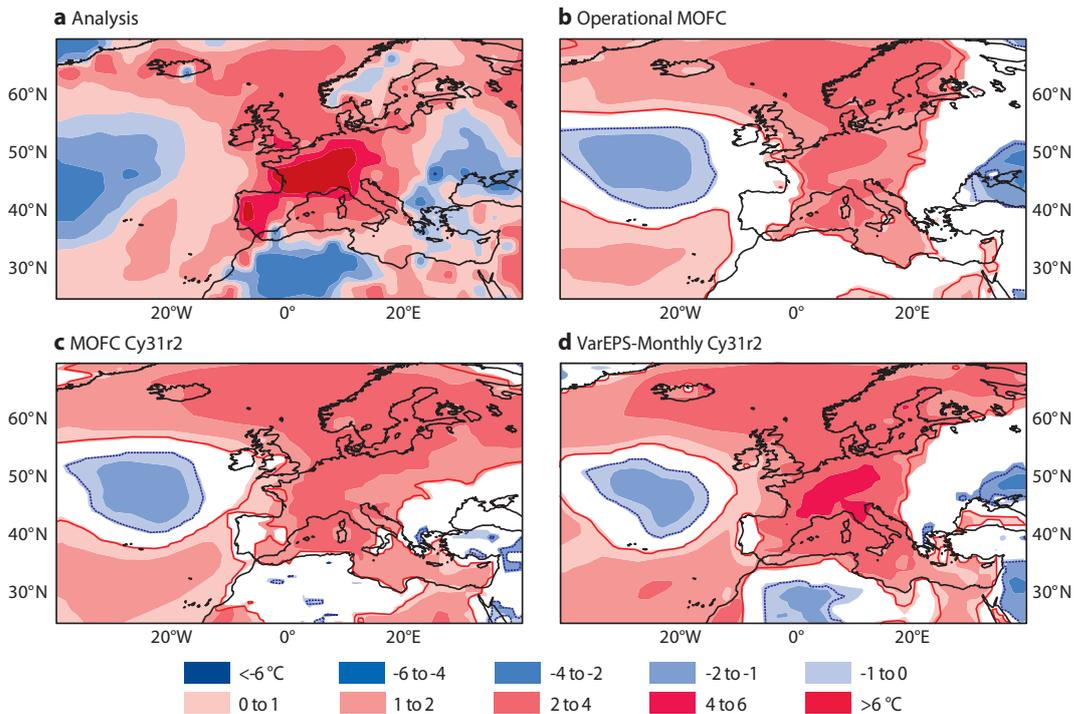 a Analysis
b Operational MOFC
60°N
50°N
40°N
30°N
60°N
50°N
40°N
30°N
20°W 0° 20°E
20°W 0° 20°E
c MOFC Cy31r2
d VarEPS-Monthly Cy31r2
60°N
50°N
40°N
30°N
60°N
50°N
40°N
30°N
20°W 0° 20°E
20°W 0° 20°E
<-6 °C -6 to -4 -4 to -2 -2 to -1 -1 to 0
0 to 1 1 to 2 2 to 4 4 to 6 >6 °C